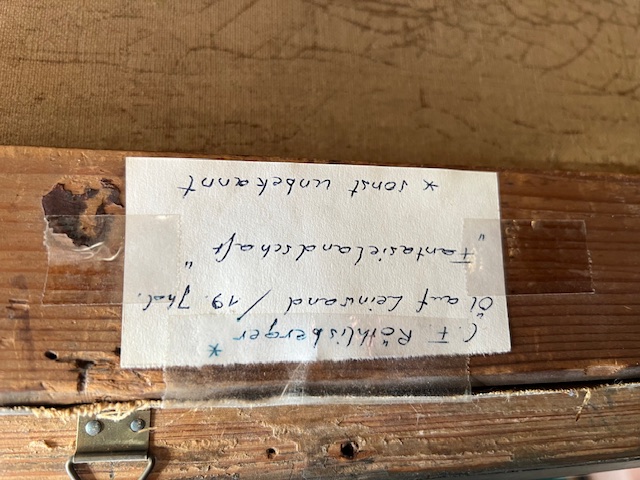 C. F. Röthlisberger *
Öl auf Leinwand / 19. Jhd.
" Fantasielandschaft "
* sonst unbekannt